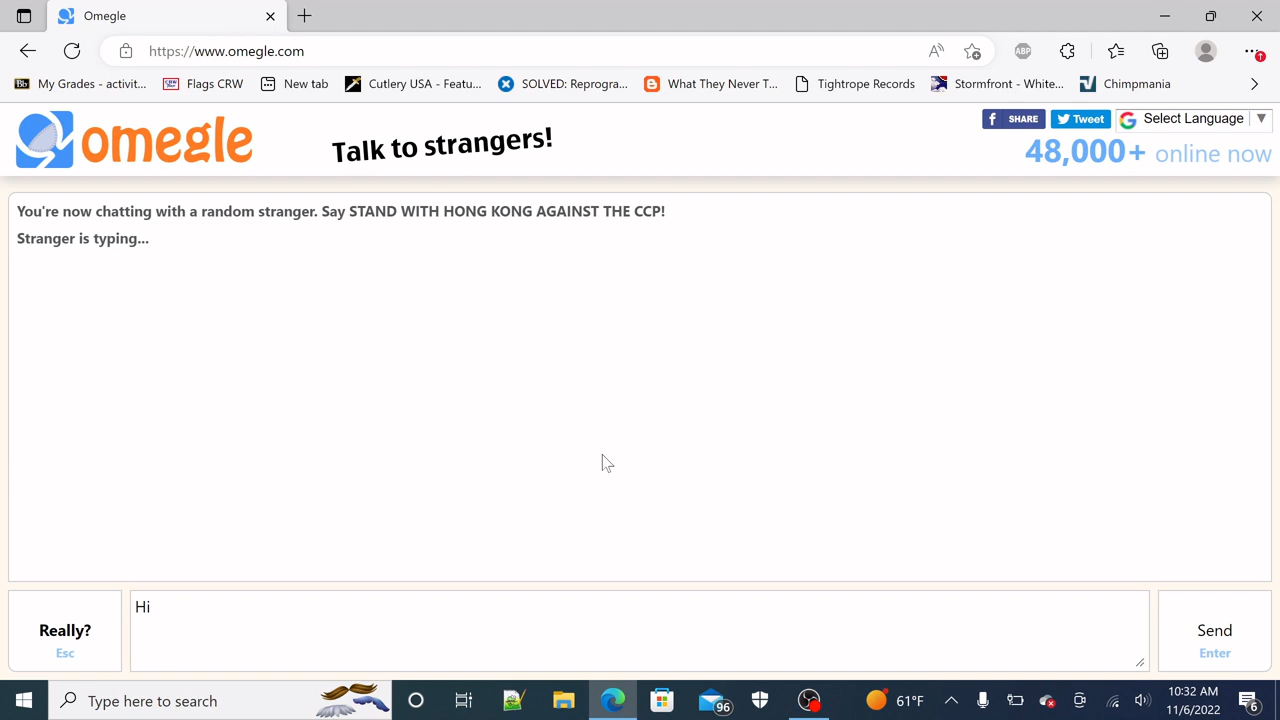 Omegle
https://www.omegle.com
A))
ABP
Bb My Grades - activit...
CRW Flags CRW
New tab
Cutlery USA - Featu...
SOLVED: Reprogra...
What They Never T...
Tightrope Records
Stormfront - White...
Chimpmania
omegle
Talk to strangers!
f SHARE
Tweet
G Select Language ▼
48,000+ online now
You're now chatting with a random stranger. Say STAND WITH HONG KONG AGAINST THE CCP!
Stranger is typing...
Really?
Esc
Hi
Send
Enter
Type here to search
96
61°F
10:32 AM
11/6/2022
6